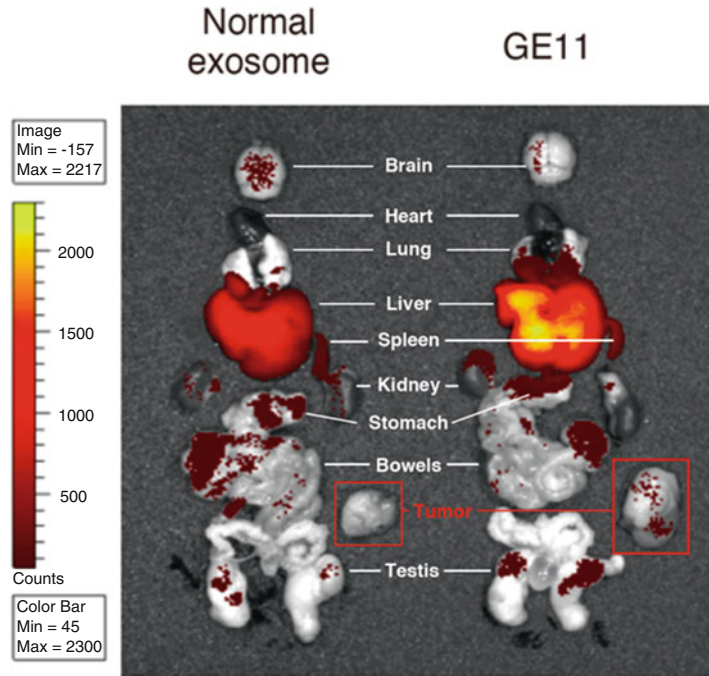 Normal
exosome
GE11
Image
Min = -157
Max = 2217
2000
1500
1000
500
Counts
Color Bar
Min = 45
Max = 2300
Brain
Heart
Lung
Liver
Spleen
Kidney
Stomach
Bowels
Tumor
Testis